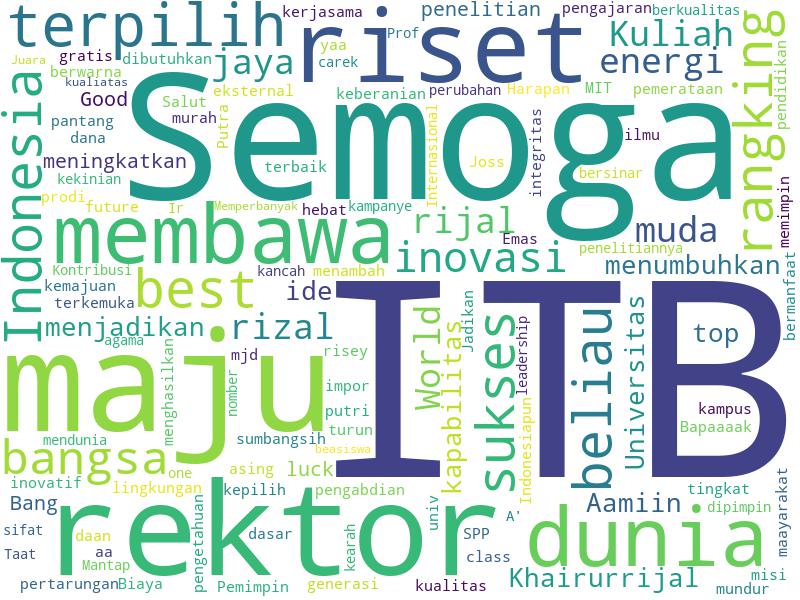 terpilih
kerjasama
penelitian
pengajaran
berkualitas
riset
Prof
Kuliah
rangking
pendidikan
Juara
gratis
dibutuhkan
jaya
yaa
carek
energi
berwarna
kualiatas
Good
Salut
eksternal
keberanian
perubahan
Harapan
MIT
pemerataan
Indonesia
pantang
murah
Putra
Semoga
Internasional
integritas
ilmu
dana
meningkatkan
terbaik
Joss
bersinar
kekinian
prodi
future
Ir
Memperbanyak
hebat
kampanye
rijal
Emas
muda
memimpin
membawa
inovasi
penelitiannya
Kontribusi
kancah
menambah
menumbuhkan
bermanfaat
kemajuan
terkemuka
best
ide
ITB
menjadikan
rizal
World
kapabilitas
Jadikan
sukses
leadership
beliau
Universitas
top
agama
maju
menghasilkan
mjd
risey
nomber
impor
putri
turun
kampus
Bapaaaak
mendunia
sumbangsih
beasiswa
Indonesiapun
bangsa
one
asing
luck
inovatif
lingkungan
kepilih
pengabdian
Bang
rektor
univ
A'
Aamiin
tingkat
dipimpin
maayarakat
sifat
daan
pengetahuan
dasar
kearah
SPP
dunia
Taat
aa
Mantap
class
pertarungan
Biaya
Pemimpin
generasi
kualitas
Khairurrijal
misi
mundur